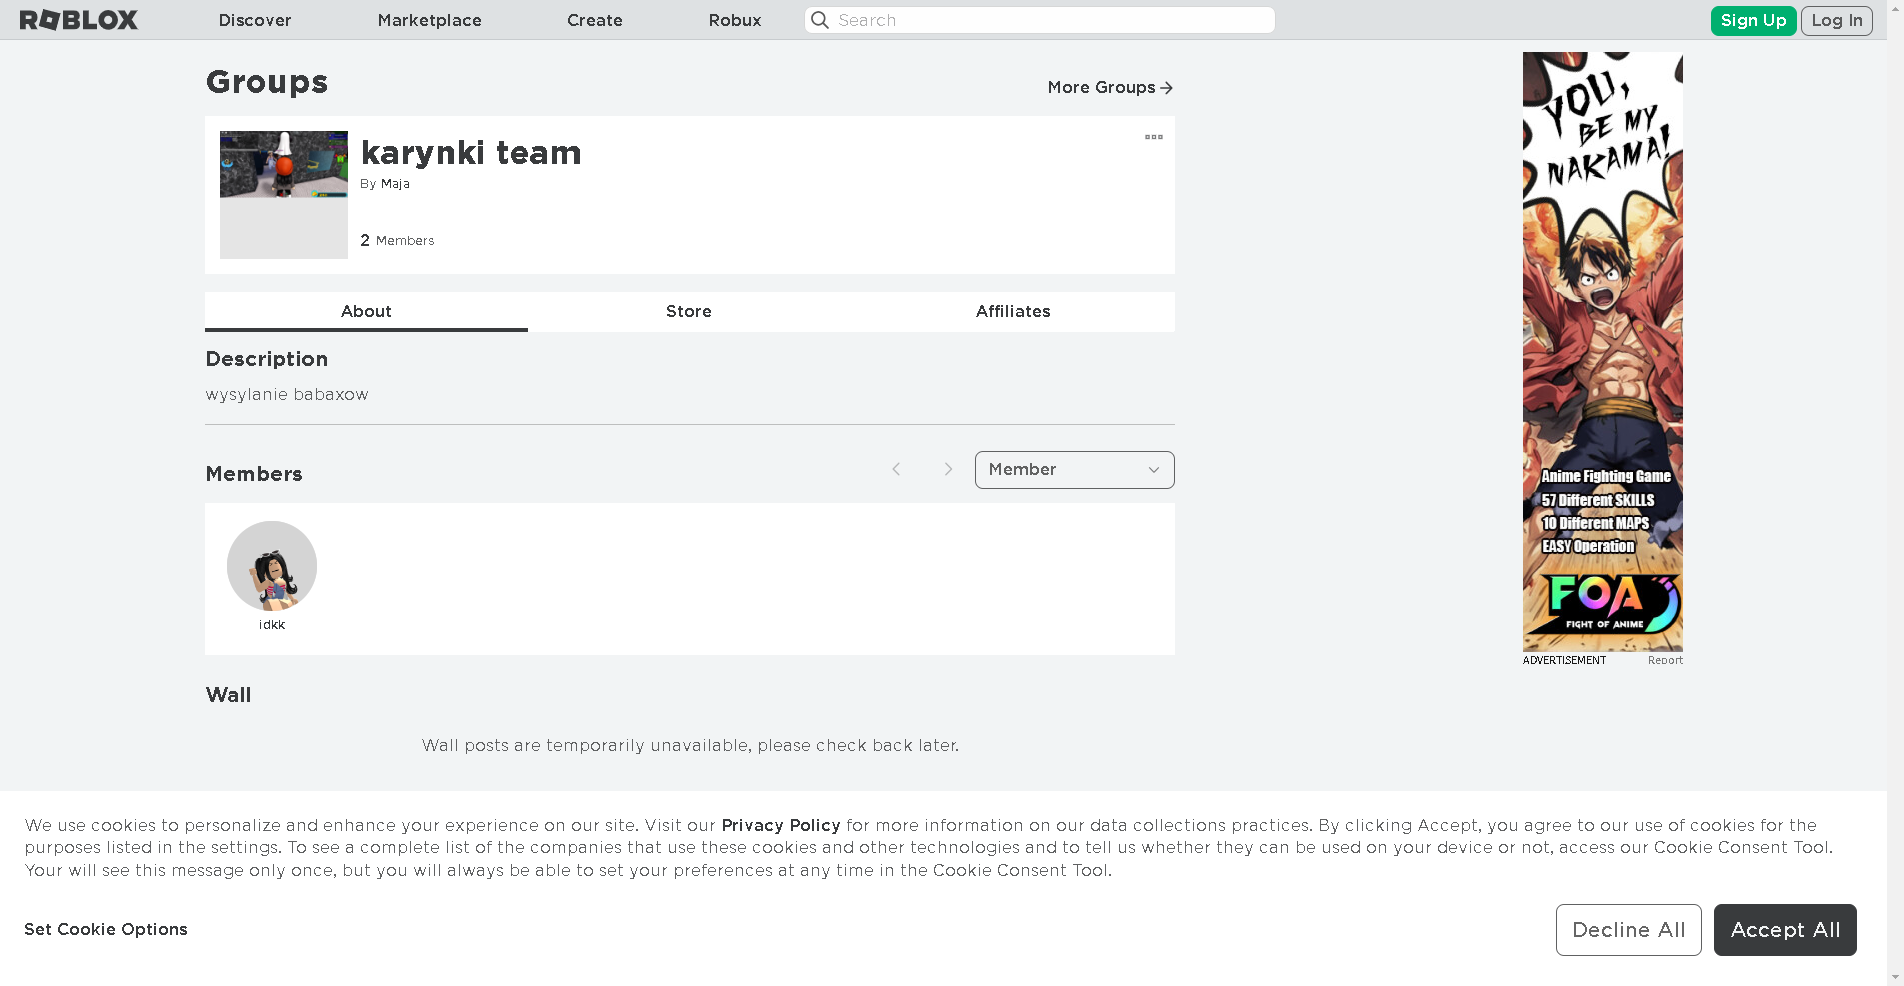 ROBLOX Discover Marketplace Create Robux Search Sign Up Log In
Groups
More Groups
karynki team
By Maja
2 Members
About Store Affiliates
Description
wysylanie babaxow
Members
Member
idkk
Wall
Wall posts are temporarily unavailable, please check back later.
YOU,
BE MY
NAKAMA!
Anime Fighting Game
57 Different SKILLS
10 Different MAPS
EASY Operation
FOA
FIGHT OF ANIME
ADVERTISEMENT Report
We use cookies to personalize and enhance your experience on our site. Visit our Privacy Policy for more information on our data collections practices. By clicking Accept, you agree to our use of cookies for the
purposes listed in the settings. To see a complete list of the companies that use these cookies and other technologies and to tell us whether they can be used on your device or not, access our Cookie Consent Tool.
Your will see this message only once, but you will always be able to set your preferences at any time in the Cookie Consent Tool.
Set Cookie Options
Decline All
Accept All